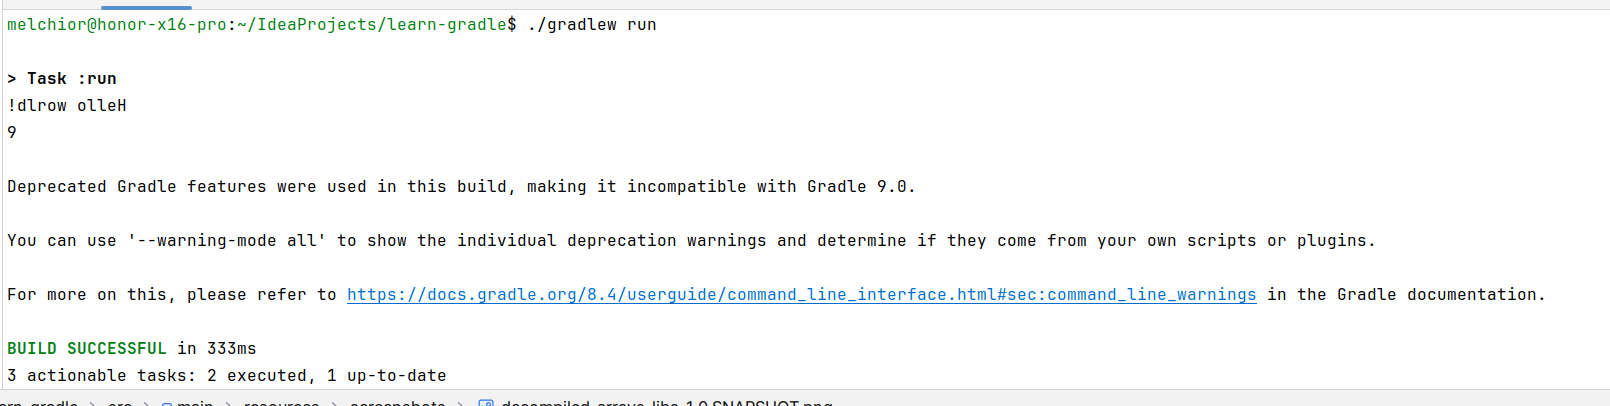 melchior@honor-x16-pro:~/IdeaProjects/learn-gradle$ ./gradlew run
> Task :run
!dlrow olleH
9
Deprecated Gradle features were used in this build, making it incompatible with Gradle 9.0.
You can use '--warning-mode all' to show the individual deprecation warnings and determine if they come from your own scripts or plugins.
For more on this, please refer to https://docs.gradle.org/8.4/userguide/command_line_interface.html#sec:command_line_warnings in the Gradle documentation.
BUILD SUCCESSFUL in 333ms
3 actionable tasks: 2 executed, 1 up-to-date
main resources screenshots